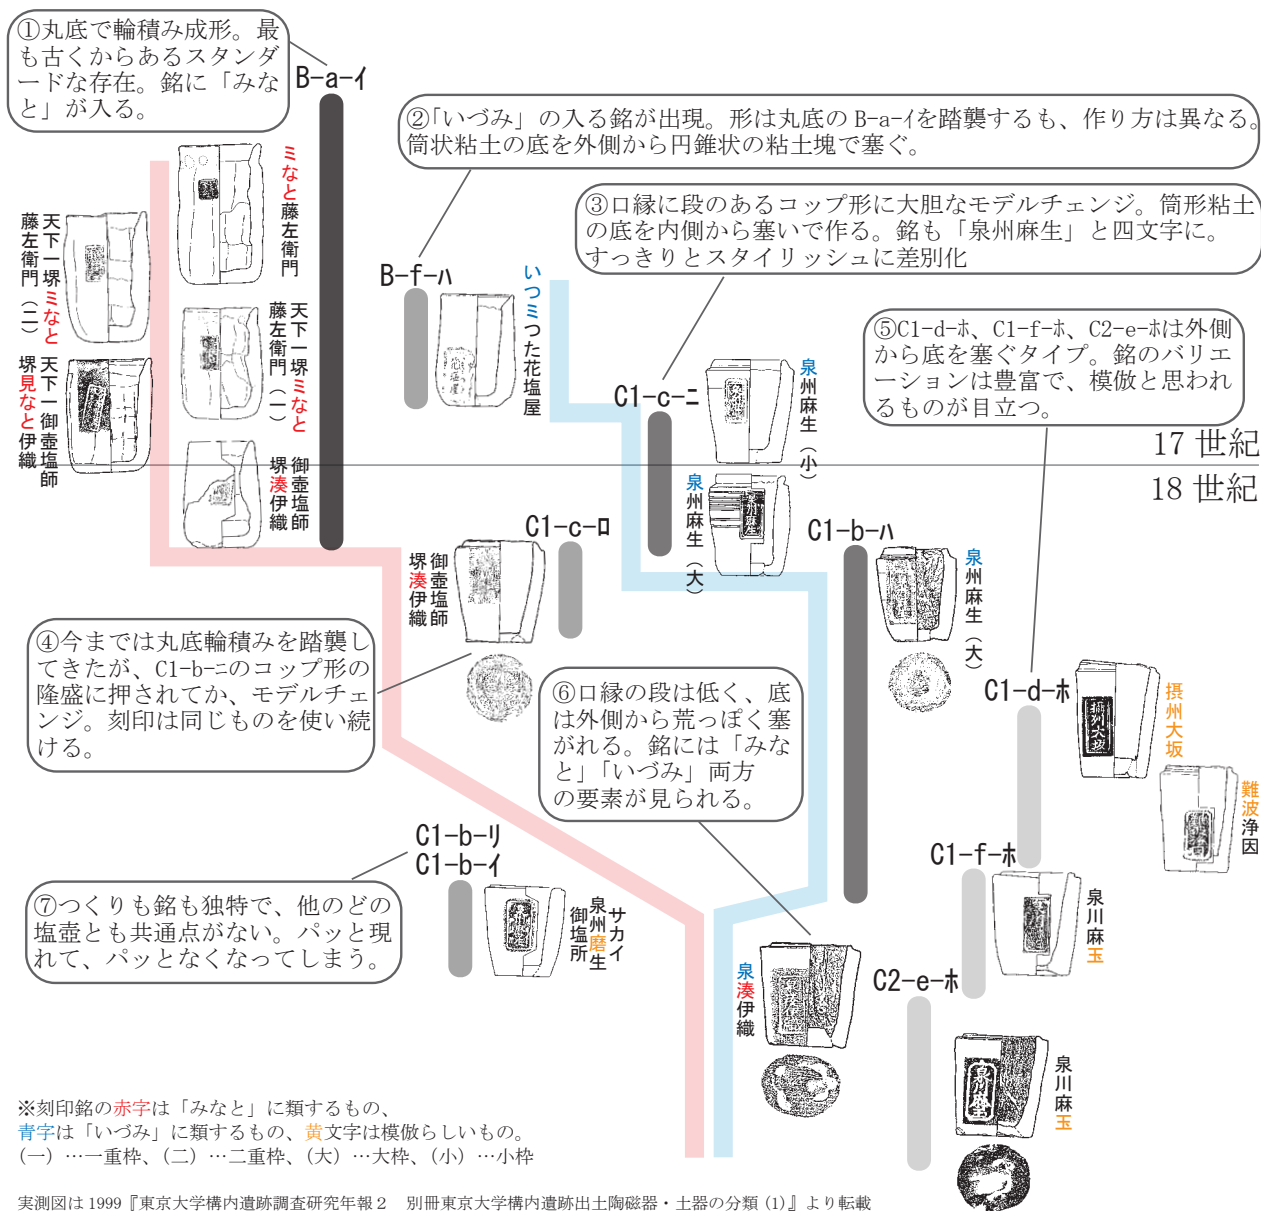 ①丸底で輪積み成形。最
も古くからあるスタンダ
ードな存在。銘に「みな
と」が入る。
B-a-ｲ
②「いづみ」の入る銘が出現。形は丸底の B-a-ｲを踏襲するも、作り方は異なる。
筒状粘土の底を外側から円錐状の粘土塊で塞ぐ。
③口縁に段のあるコップ形に大胆なモデルチェンジ。筒形粘土
の底を内側から塞いで作る。銘も「泉州麻生」と四文字に。
すっきりとスタイリッシュに差別化
ミなと藤左衛門
天下一堺ミなと
藤左衛門（二）
天下一堺ミなと
藤左衛門（一）
天下一御壺塩師
堺見なと伊織
御壺塩師
堺湊伊織
B-f-ﾊ
いつミつた花塩屋
C1-c-ﾆ
泉州麻生（小）
⑤C1-d-ﾎ、C1-f-ﾎ、C2-e-ﾎは外側
から底を塞ぐタイプ。銘のバリエ
ーションは豊富で、模倣と思われ
るものが目立つ。
17 世紀
18 世紀
泉州麻生（大）
C1-c-ﾛ
御壺塩師
堺湊伊織
C1-b-ﾊ
泉州麻生（大）
④今までは丸底輪積みを踏襲し
てきたが、C1-b-ﾆのコップ形の
隆盛に押されてか、モデルチェ
ンジ。刻印は同じものを使い続
ける。
⑥口縁の段は低く、底
は外側から荒っぽく塞
がれる。銘には「みな
と」「いづみ」両方
の要素が見られる。
C1-d-ﾎ
摂州大坂
摂州大坂
難波浄因
C1-b-ﾘ
C1-b-ｲ
⑦つくりも銘も独特で、他のどの
塩壺とも共通点がない。パッと現
れて、パッとなくなってしまう。
サカイ
泉州磨生
御塩所
C1-f-ﾎ
泉川麻玉
泉湊伊織
C2-e-ﾎ
泉川麻玉
※刻印銘の赤字は「みなと」に類するもの、
青字は「いづみ」に類するもの、黄文字は模倣らしいもの。
(一) …一重枠、(二) …二重枠、(大) …大枠、(小) …小枠
実測図は 1999『東京大学構内遺跡調査研究年報２　別冊東京大学構内遺跡出土陶磁器・土器の分類 (1)』より転載